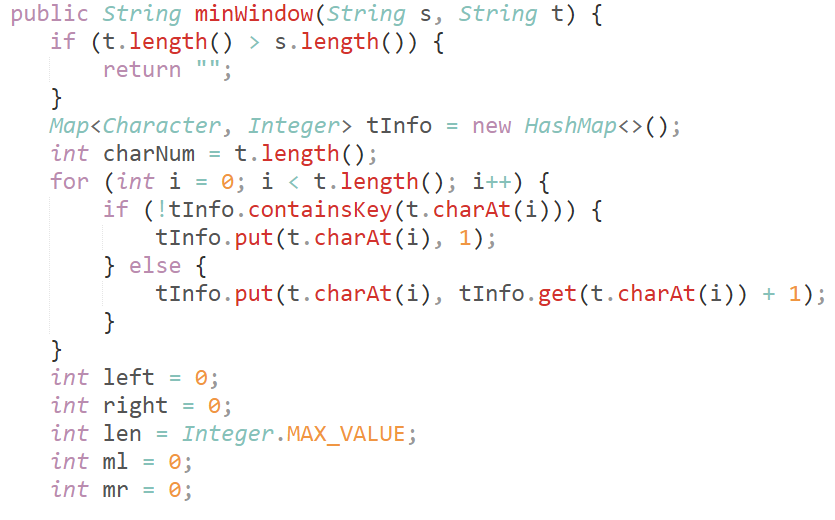 public String minWindow(String s, String t) {
    if (t.length() > s.length()) {
        return "";
    }
    Map<Character, Integer> tInfo = new HashMap<>();
    int charNum = t.length();
    for (int i = 0; i < t.length(); i++) {
        if (!tInfo.containsKey(t.charAt(i))) {
            tInfo.put(t.charAt(i), 1);
        } else {
            tInfo.put(t.charAt(i), tInfo.get(t.charAt(i)) + 1);
        }
    }
    int left = 0;
    int right = 0;
    int len = Integer.MAX_VALUE;
    int ml = 0;
    int mr = 0;